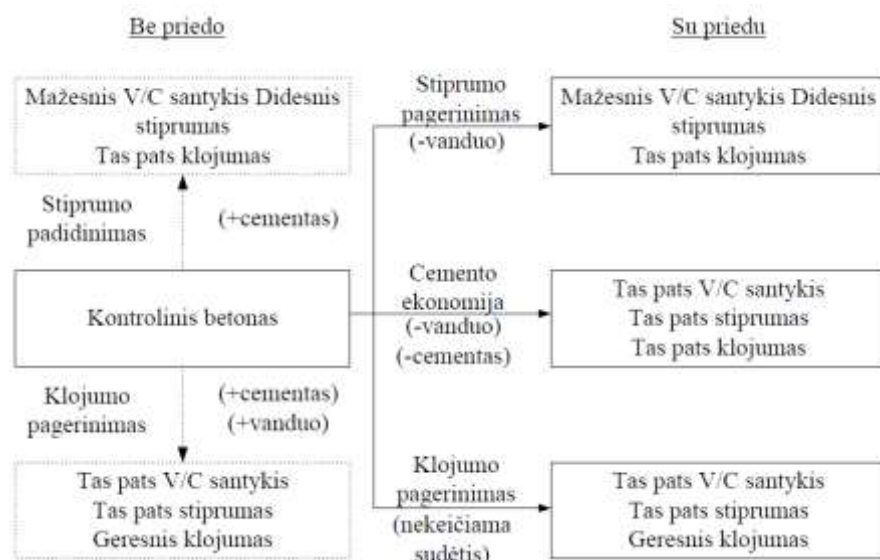 Be priedo
Su priedu
Mažesnis V/C santykis Didesnis
stiprumas
Tas pats klojumas
Stiprumo
pagerinimas
(-vanduo)
Mažesnis V/C santykis Didesnis
stiprumas
Tas pats klojumas
Stiprumo
padidinimas
(+cementas)
Kontrolinis betonas
Cemento
ekonomija
(-vanduo)
(-cementas)
Tas pats V/C santykis
Tas pats stiprumas
Tas pats klojumas
Klojumo
pagerinimas
(+cementas)
(+vanduo)
Tas pats V/C santykis
Tas pats stiprumas
Geresnis klojumas
Klojumo
pagerinimas
(nekeičiama
sudėtis)
Tas pats V/C santykis
Tas pats stiprumas
Geresnis klojumas